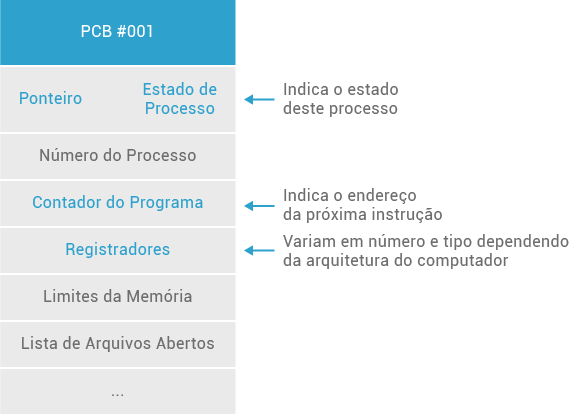 PCB #001
Ponteiro
Estado de
Processo
Indica o estado
deste processo
Número do Processo
Contador do Programa
Indica o endereço
da próxima instrução
Registradores
Variam em número e tipo dependendo
da arquitetura do computador
Limites da Memória
Lista de Arquivos Abertos
...